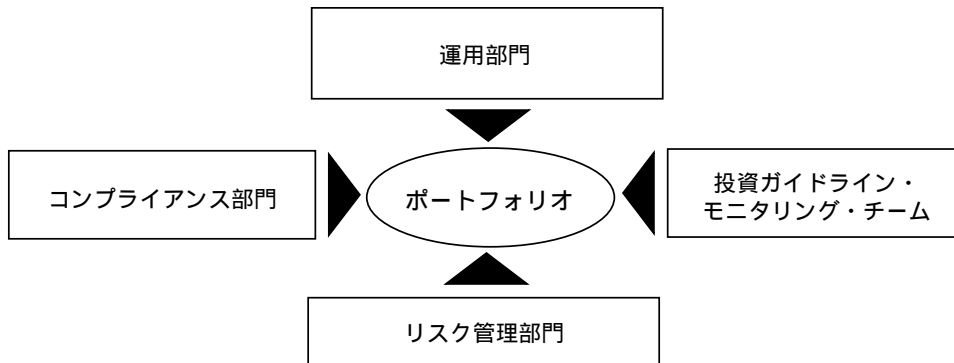 運用部門
コンプライアンス部門
ポートフォリオ
投資ガイドライン・
モニタリング・チーム
リスク管理部門